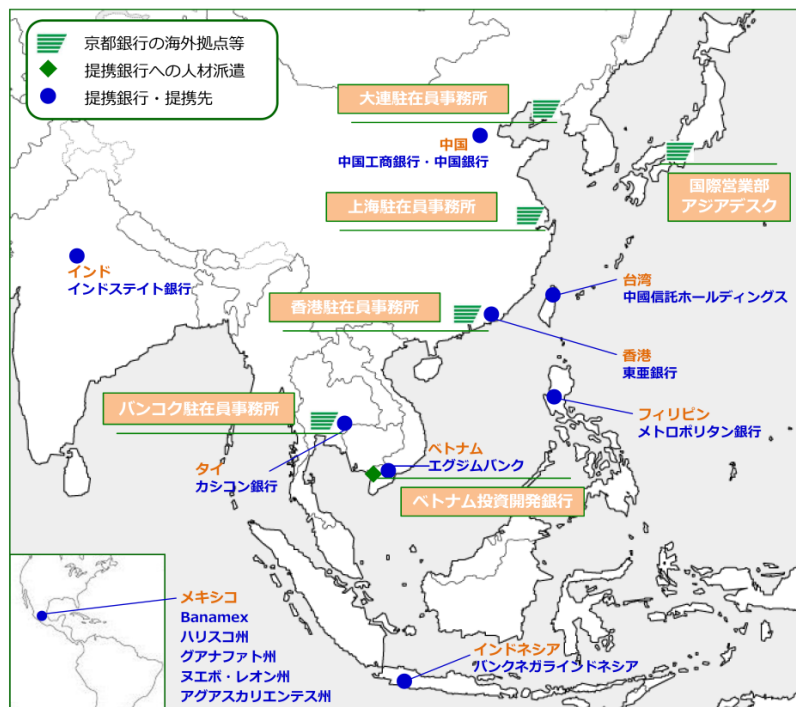 京都銀行の海外拠点等
提携銀行への人材派遣
提携銀行・提携先
大連駐在員事務所
中国
中国工商銀行・中国銀行
国際営業部
アジアデスク
上海駐在員事務所
インド
インドステイト銀行
台湾
中國信託ホールディングス
香港駐在員事務所
香港
東亜銀行
バンコク駐在員事務所
フィリピン
メトロポリタン銀行
ベトナム
エグジムバンク
タイ
カシコン銀行
ベトナム投資開発銀行
メキシコ
Banamex
ハリスコ州
グアナファト州
ヌエボ・レオン州
アグアスカリエンテス州
インドネシア
バンクネガラインドネシア